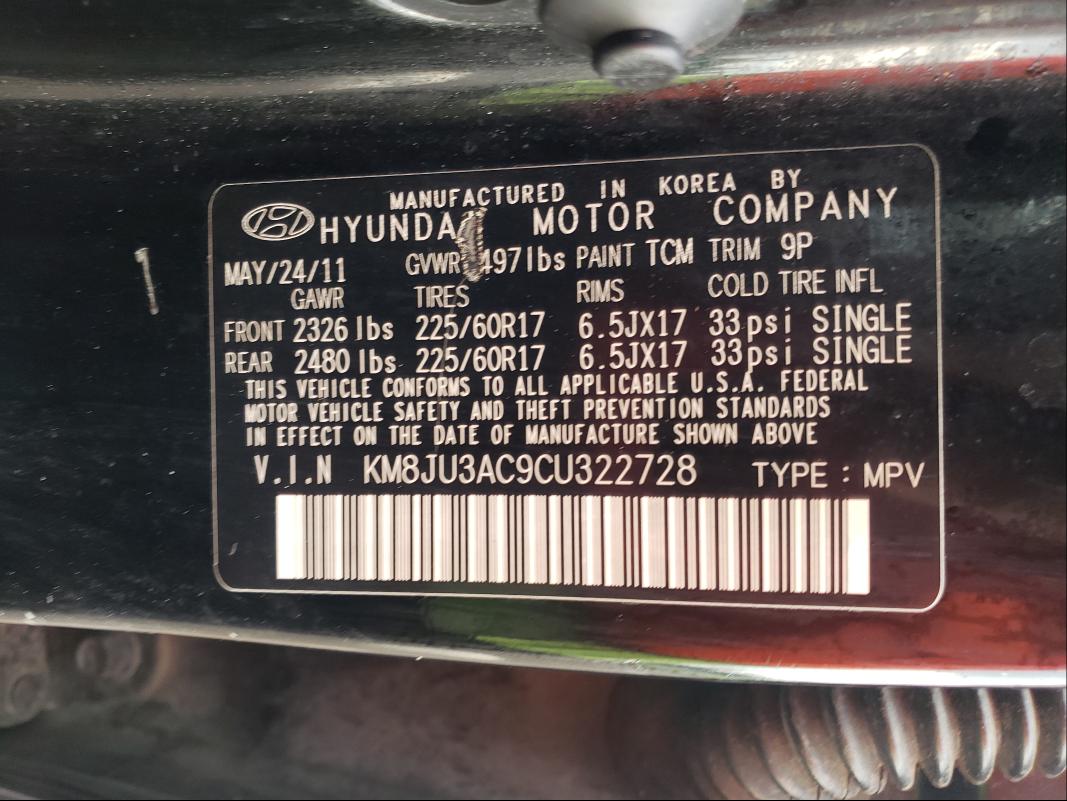 MANUFACTURED IN KOREA BY
HYUNDA MOTOR COMPANY
MAY/24/11 GVWR 497lbs PAINT TCM TRIM 9P
GAWR TIRES RIMS COLD TIRE INFL
FRONT 2326 lbs 225/60R17 6.5JX17 33psi SINGLE
REAR 2480 lbs 225/60R17 6.5JX17 33psi SINGLE
THIS VEHICLE CONFORMS TO ALL APPLICABLE U.S.A. FEDERAL
MOTOR VEHICLE SAFETY AND THEFT PREVENTION STANDARDS
IN EFFECT ON THE DATE OF MANUFACTURE SHOWN ABOVE
V.I.N KM8JU3AC9CU322728 TYPE : MPV